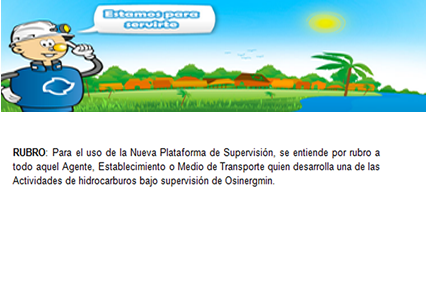 Estamos para
servirte
RUBRO: Para el uso de la Nueva Plataforma de Supervisión, se entiende por rubro a
todo aquel Agente, Establecimiento o Medio de Transporte quien desarrolla una de las
Actividades de hidrocarburos bajo supervisión de Osinergmin.